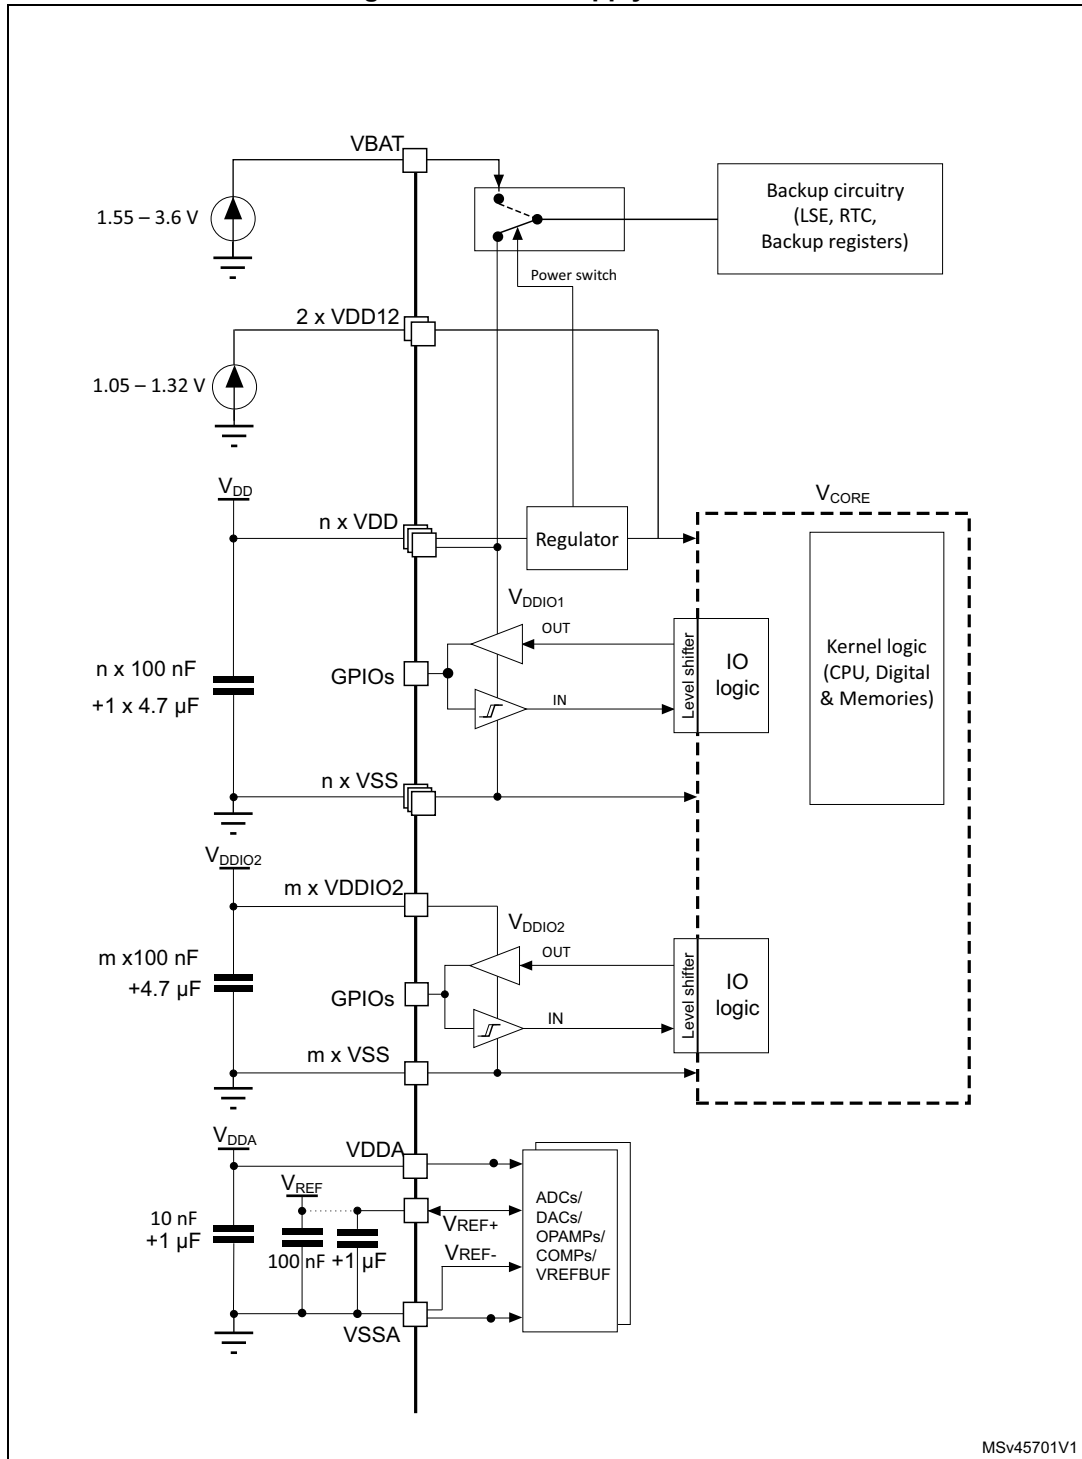 VBAT
1.55 – 3.6 V
Backup circuitry
(LSE, RTC,
Backup registers)
Power switch
2 x VDD12
1.05 – 1.32 V
VDD
VCORE
n x VDD
Regulator
VDDIO1
OUT
n x 100 nF
+1 x 4.7 µF
GPIOs
IN
Level shifter
IO
logic
Kernel logic
(CPU, Digital
& Memories)
n x VSS
VDDIO2
m x VDDIO2
VDDIO2
OUT
m x100 nF
+4.7 µF
GPIOs
IN
Level shifter
IO
logic
m x VSS
VDDA
VDDA
VREF
10 nF
+1 µF
100 nF
+1 µF
VREF+
VREF-
ADCs/
DACs/
OPAMPs/
COMPs/
VREFBUF
VSSA
MSv45701V1